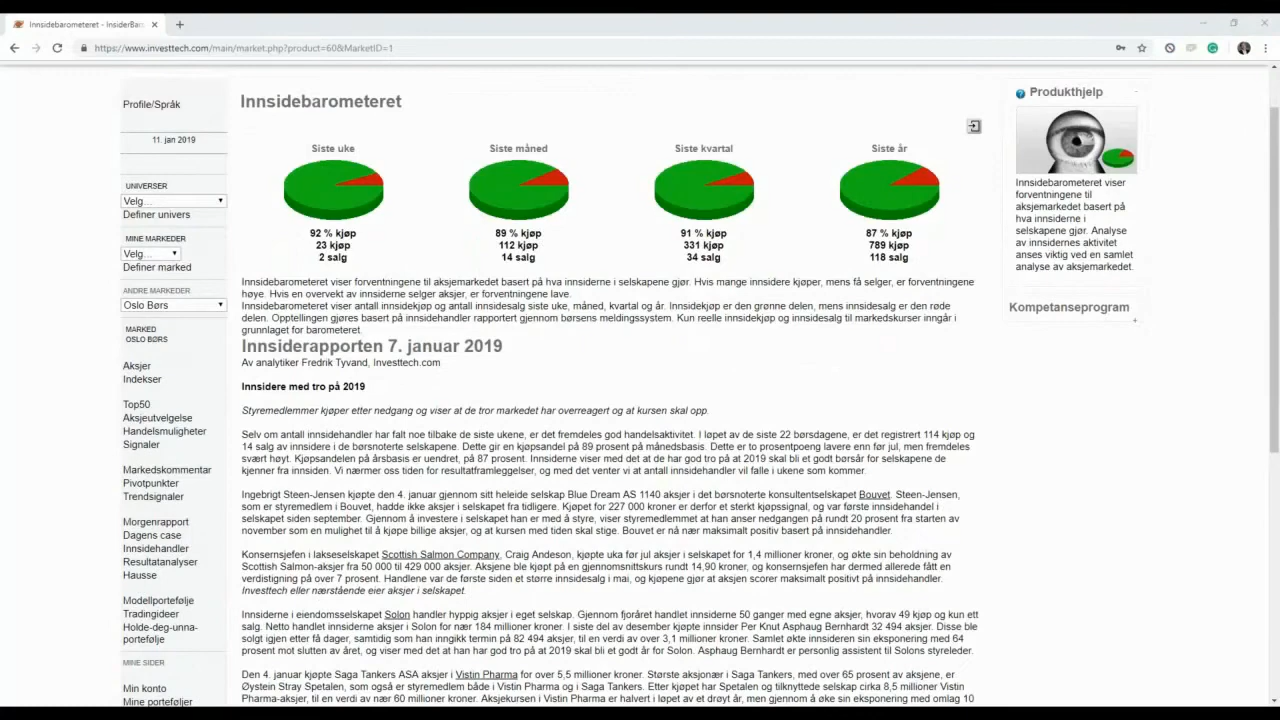 Innsidebarometeret - InsiderBar
https://www.investtech.com/main/market.php?product=60&MarketID=1
Profile/Språk
11. jan 2019
UNIVERSER
Velg...
Definer univers
MINE MARKEDER
Velg...
Definer marked
ANDRE MARKEDER
Oslo Børs
MARKED
OSLO BØRS
Aksjer
Indekser
Top50
Aksjeutvelgelse
Handelsmuligheter
Signaler
Markedskommentar
Pivotpunkter
Trendsignaler
Morgenrapport
Dagens case
Innsidehandler
Resultatanalyser
Hausse
Modellportefølje
Tradingideer
Holde-deg-unna-
portefølje
MINE SIDER
Min konto
Mine porteføljer
Innsidebarometeret
Siste uke
Siste måned
Siste kvartal
Siste år
92 % kjøp
23 kjøp
2 salg
89 % kjøp
112 kjøp
14 salg
91 % kjøp
331 kjøp
34 salg
87 % kjøp
789 kjøp
118 salg
Innsidebarometeret viser forventningene til aksjemarkedet basert på hva innsiderne i selskapene gjør. Hvis mange innsidere kjøper, mens få selger, er forventningene
høye. Hvis en overvekt av innsiderne selger aksjer, er forventningene lave.
Innsidebarometeret viser antall innsidekjøp og antall innsidesalg siste uke, måned, kvartal og år. Innsidekjøp er den grønne delen, mens innsidesalg er den røde
delen. Opptellingen gjøres basert på innsidehandler rapportert gjennom børsens meldingssystem. Kun reelle innsidekjøp og innsidesalg til markedskurser inngår i
grunnlaget for barometeret.
Innsiderapporten 7. januar 2019
Av analytiker Fredrik Tyvand, Investtech.com
Innsidere med tro på 2019
Styremedlemmer kjøper etter nedgang og viser at de tror markedet har overreagert og at kursen skal opp.
Selv om antall innsidehandler har falt noe tilbake de siste ukene, er det fremdeles god handelsaktivitet. I løpet av de siste 22 børsdagene, er det registrert 114 kjøp og
14 salg av innsidere i de børsnoterte selskapene. Dette gir en kjøpsandel på 89 prosent på månedsbasis. Dette er to prosentpoeng lavere enn før jul, men fremdeles
svært høyt. Kjøpsandelen på årsbasis er uendret, på 87 prosent. Innsiderne viser med det at de har god tro på at 2019 skal bli et godt børsår for selskapene de
kjenner fra innsiden. Vi nærmer oss tiden for resultatframleggelser, og med det venter vi at antall innsidehandler vil falle i ukene som kommer.
Ingebrigt Steen-Jensen kjøpte den 4. januar gjennom sitt heleide selskap Blue Dream AS 1140 aksjer i det børsnoterte konsultentselskapet Bouvet. Steen-Jensen,
som er styremedlem i Bouvet, hadde ikke aksjer i selskapet fra tidligere. Kjøpet for 227 000 kroner er derfor et sterkt kjøpssignal, og var første innsidehandel i
selskapet siden september. Gjennom å investere i selskapet han er med å styre, viser styremedlemmet at han anser nedgangen på rundt 20 prosent fra starten av
november som en mulighet til å kjøpe billige aksjer, og at kursen med tiden skal stige. Bouvet er nå nær maksimalt positiv basert på innsidehandler.
Konsernsjefen i lakseselskapet Scottish Salmon Company, Craig Andeson, kjøpte uka før jul aksjer i selskapet for 1,4 millioner kroner, og økte sin beholdning av
Scottish Salmon-aksjer fra 50 000 til 429 000 aksjer. Aksjene ble kjøpt på en gjennomsnittskurs rundt 14,90 kroner, og konsernsjefen har dermed allerede fått en
verdistigning på over 7 prosent. Handlene var de første siden et større innsidesalg i mai, og kjøpene gjør at aksjen scorer maksimalt positivt på innsidehandler.
Investtech eller nærstående eier aksjer i selskapet.
Innsiderne i eiendomsselskapet Solon handler hyppig aksjer i eget selskap. Gjennom fjoråret handlet innsiderne 50 ganger med egne aksjer, hvorav 49 kjøp og kun ett
salg. Netto handlet innsiderne aksjer i Solon for nær 184 millioner kroner. I siste del av desember kjøpte innsider Per Knut Asphaug Bernhardt 32 494 aksjer. Disse ble
solgt igjen etter få dager, samtidig som han inngikk termin på 82 494 aksjer, til en verdi av over 3,1 millioner kroner. Samlet økte innsideren sin eksponering med 64
prosent mot slutten av året, og viser med det at han har god tro på at 2019 skal bli et godt år for Solon. Asphaug Bernhardt er personlig assistent til Solons styreleder.
Den 4. januar kjøpte Saga Tankers ASA aksjer i Vistin Pharma for over 5,5 millioner kroner. Største aksjonær i Saga Tankers, med over 65 prosent av aksjene, er
Øystein Stray Spetalen, som også er styremedlem både i Vistin Pharma og i Saga Tankers. Etter kjøpet har Spetalen og tilknyttede selskap cirka 8,5 millioner Vistin
Pharma-aksjer, til en verdi av nær 60 millioner kroner. Aksjekursen i Vistin Pharma er halvert i løpet av et drøyt år, men gjennom å øke sin eksponering med omlag 10
Produkthjelp
Innsidebarometeret viser
forventningene til
aksjemarkedet basert på
hva innsiderne i
selskapene gjør. Analyse
av innsidernes aktivitet
anses viktig ved en samlet
analyse av aksjemarkedet.
Kompetanseprogram